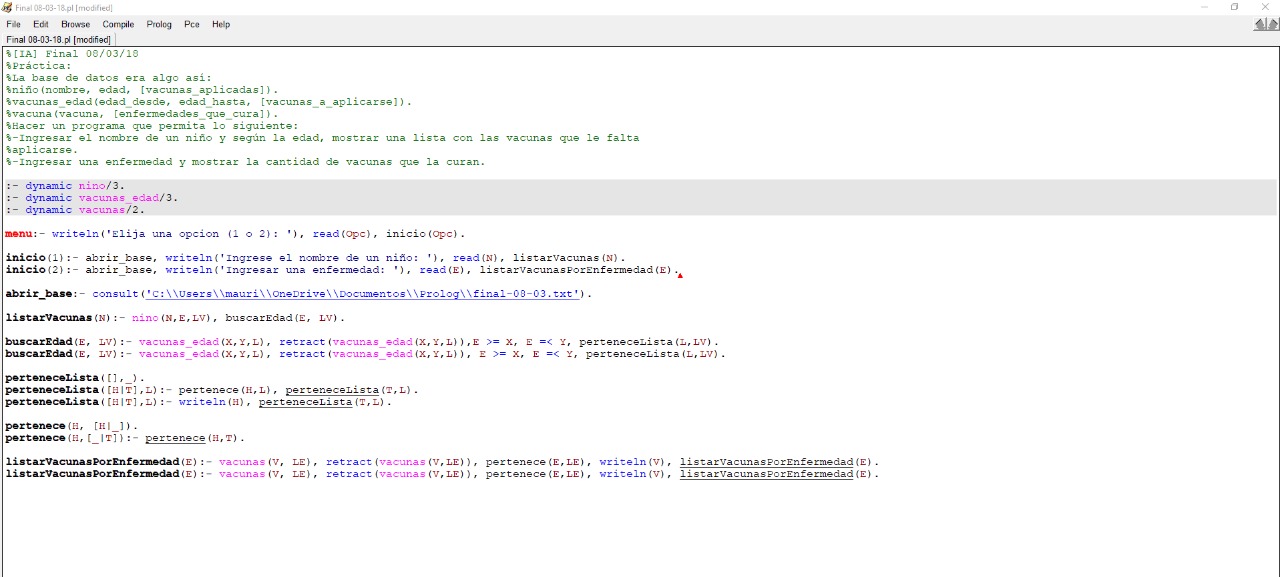 Final 08-03-18.pl [modified]
File Edit Browse Compile Prolog Pce Help
Final 08-03-18.pl [modified]
%[IA] Final 08/03/18
%Práctica:
%La base de datos era algo así:
%niño(nombre, edad, [vacunas_aplicadas]).
%vacunas_edad(edad_desde, edad_hasta, [vacunas_a_aplicarse]).
%vacuna(vacuna, [enfermedades_que_cura]).
%Hacer un programa que permita lo siguiente:
%-Ingresar el nombre de un niño y según la edad, mostrar una lista con las vacunas que le falta
%aplicarse.
%-Ingresar una enfermedad y mostrar la cantidad de vacunas que la curan.
:- dynamic nino/3.
:- dynamic vacunas_edad/3.
:- dynamic vacunas/2.
menu:- writeln('Elija una opcion (1 o 2): '), read(Opc), inicio(Opc).
inicio(1):- abrir_base, writeln('Ingrese el nombre de un niño: '), read(N), listarVacunas(N).
inicio(2):- abrir_base, writeln('Ingresar una enfermedad: '), read(E), listarVacunasPorEnfermedad(E).
abrir_base:- consult('C:\\Users\\mauri\\OneDrive\\Documentos\\Prolog\\final-08-03.txt').
listarVacunas(N):- nino(N,E,LV), buscarEdad(E, LV).
buscarEdad(E, LV):- vacunas_edad(X,Y,L), retract(vacunas_edad(X,Y,L)),E >= X, E =< Y, perteneceLista(L,LV).
buscarEdad(E, LV):- vacunas_edad(X,Y,L), retract(vacunas_edad(X,Y,L)), E >= X, E =< Y, perteneceLista(L,LV).
perteneceLista([],_).
perteneceLista([H|T],L):- pertenece(H,L), perteneceLista(T,L).
perteneceLista([H|T],L):- writeln(H), perteneceLista(T,L).
pertenece(H, [H|_]).
pertenece(H,[_|T]):- pertenece(H,T).
listarVacunasPorEnfermedad(E):- vacunas(V, LE), retract(vacunas(V,LE)), pertenece(E,LE), writeln(V), listarVacunasPorEnfermedad(E).
listarVacunasPorEnfermedad(E):- vacunas(V, LE), retract(vacunas(V,LE)), pertenece(E,LE), writeln(V), listarVacunasPorEnfermedad(E).